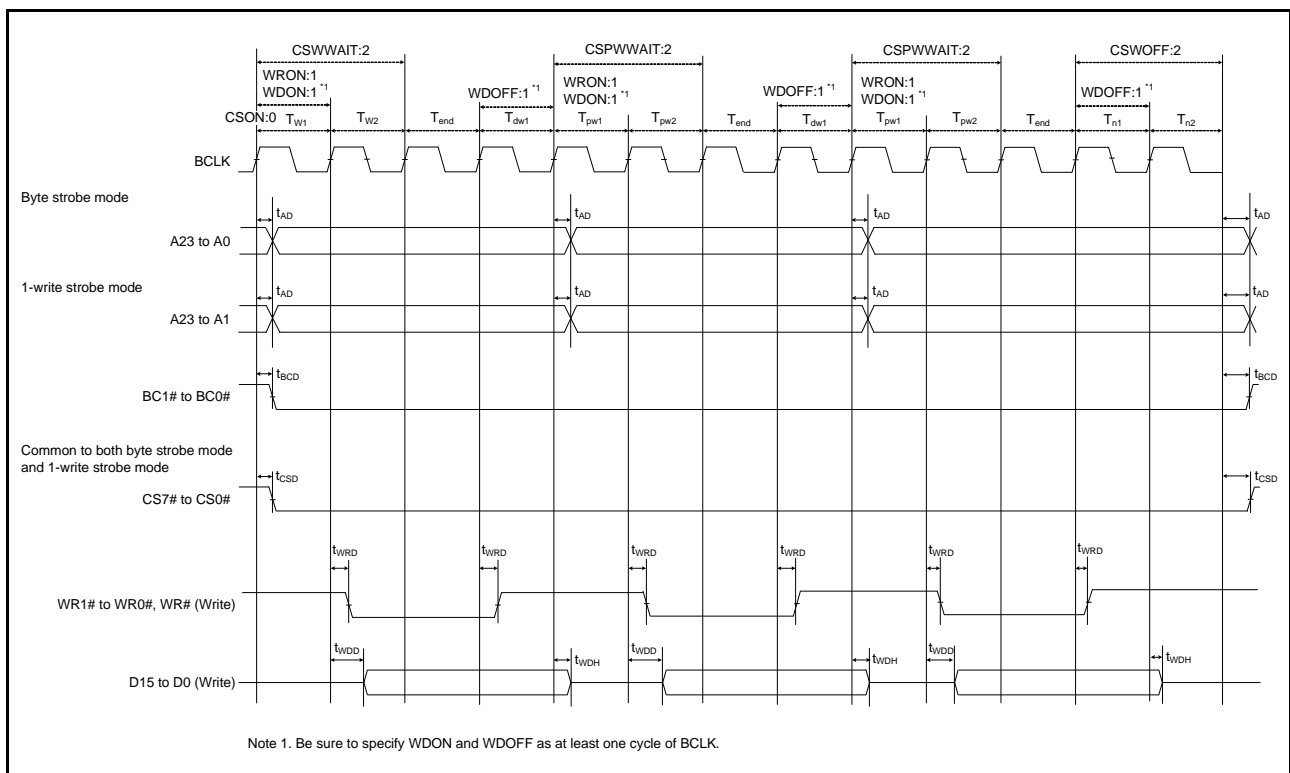 CSWWAIT:2 CSPWWAIT:2 CSPWWAIT:2 CSWOFF:2
WRON:1 WRON:1 WRON:1
WDON:1 *1 WDOFF:1 *1 WDON:1 *1 WDOFF:1 *1 WDON:1 *1 WDOFF:1 *1
CSON:0 TW1 TW2 Tend Tdw1 Tpw1 Tpw2 Tend Tdw1 Tpw1 Tpw2 Tend Tn1 Tn2
BCLK
Byte strobe mode
tAD tAD tAD tAD
A23 to A0
1-write strobe mode
tAD tAD tAD tAD
A23 to A1
tBCD tBCD
BC1# to BC0#
Common to both byte strobe mode
and 1-write strobe mode
tCSD tCSD
CS7# to CS0#
tWRD tWRD tWRD tWRD tWRD tWRD
WR1# to WR0#, WR# (Write)
tWDD tWDH tWDD tWDH tWDD tWDH
D15 to D0 (Write)
Note 1. Be sure to specify WDON and WDOFF as at least one cycle of BCLK.